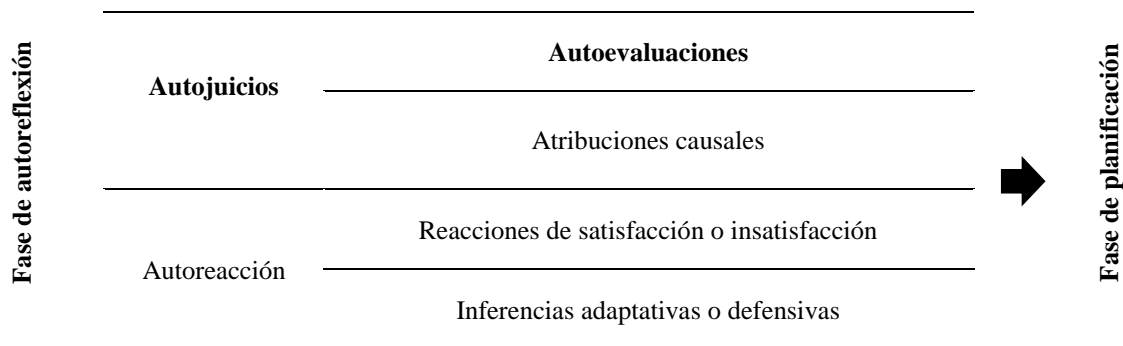 Fase de autoreflexión
Autojuicios
Autoevaluaciones
Atribuciones causales
Autoreacción
Reacciones de satisfacción o insatisfacción
Inferencias adaptativas o defensivas
Fase de planificación